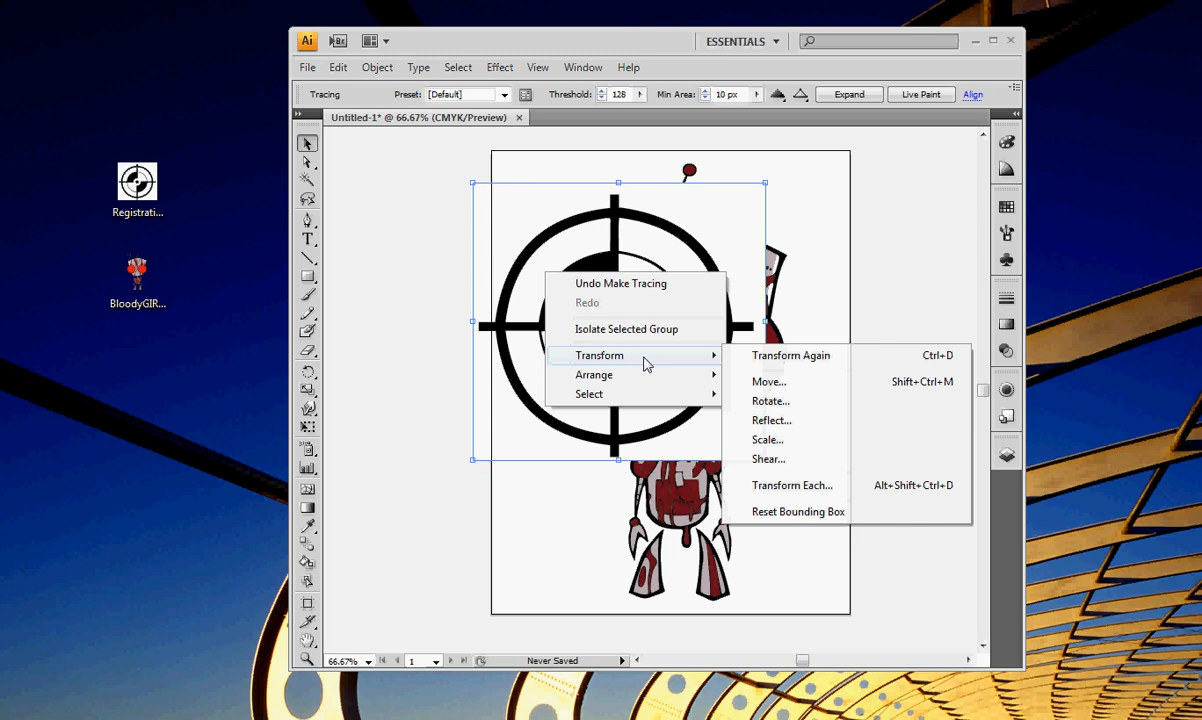 Ai Br ESSENTIALS
File Edit Object Type Select Effect View Window Help
Tracing Preset: [Default] Threshold: 128 Min Area: 10 px Expand Live Paint Align
Untitled-1* @ 66.67% (CMYK/Preview)
Registrati...
BloodyGIR...
Undo Make Tracing
Redo
Isolate Selected Group
Transform
Arrange
Select
Transform Again Ctrl+D
Move... Shift+Ctrl+M
Rotate...
Reflect...
Scale...
Shear...
Transform Each... Alt+Shift+Ctrl+D
Reset Bounding Box
66.67% 1 Never Saved